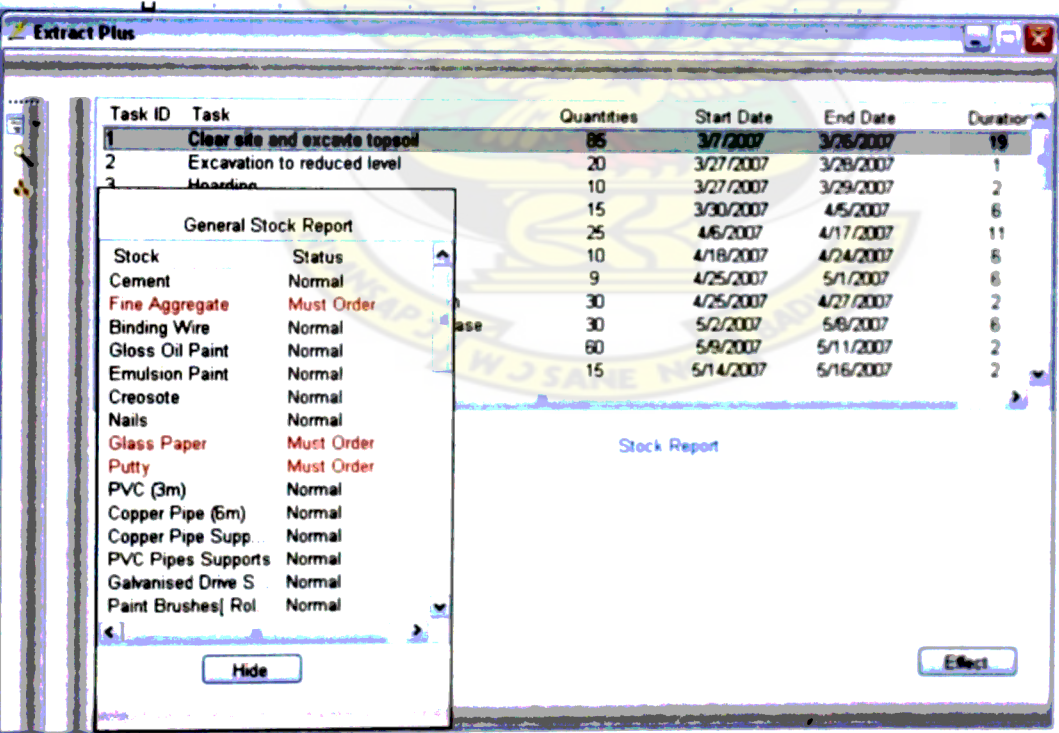 Extract Plus
Task ID Task Quantities Start Date End Date Duration
1 Clear site and excavte topsoil 85 3/7/2007 3/26/2007 19
2 Excavation to reduced level 20 3/27/2007 3/28/2007 1
3 Hoarding 10 3/27/2007 3/29/2007 2
15 3/30/2007 4/5/2007 6
25 4/6/2007 4/17/2007 11
10 4/18/2007 4/24/2007 6
9 4/25/2007 5/1/2007 6
30 4/25/2007 4/27/2007 2
ase 30 5/2/2007 5/8/2007 6
60 5/9/2007 5/11/2007 2
15 5/14/2007 5/16/2007 2
General Stock Report
Stock Status
Cement Normal
Fine Aggregate Must Order
Binding Wire Normal
Gloss Oil Paint Normal
Emulsion Paint Normal
Creosote Normal
Nails Normal
Glass Paper Must Order
Putty Must Order
PVC (3m) Normal
Copper Pipe (6m) Normal
Copper Pipe Supp... Normal
PVC Pipes Supports Normal
Galvanised Drive S... Normal
Paint Brushes[ Rol... Normal
Hide
Stock Report
Effect
W J SANE NO